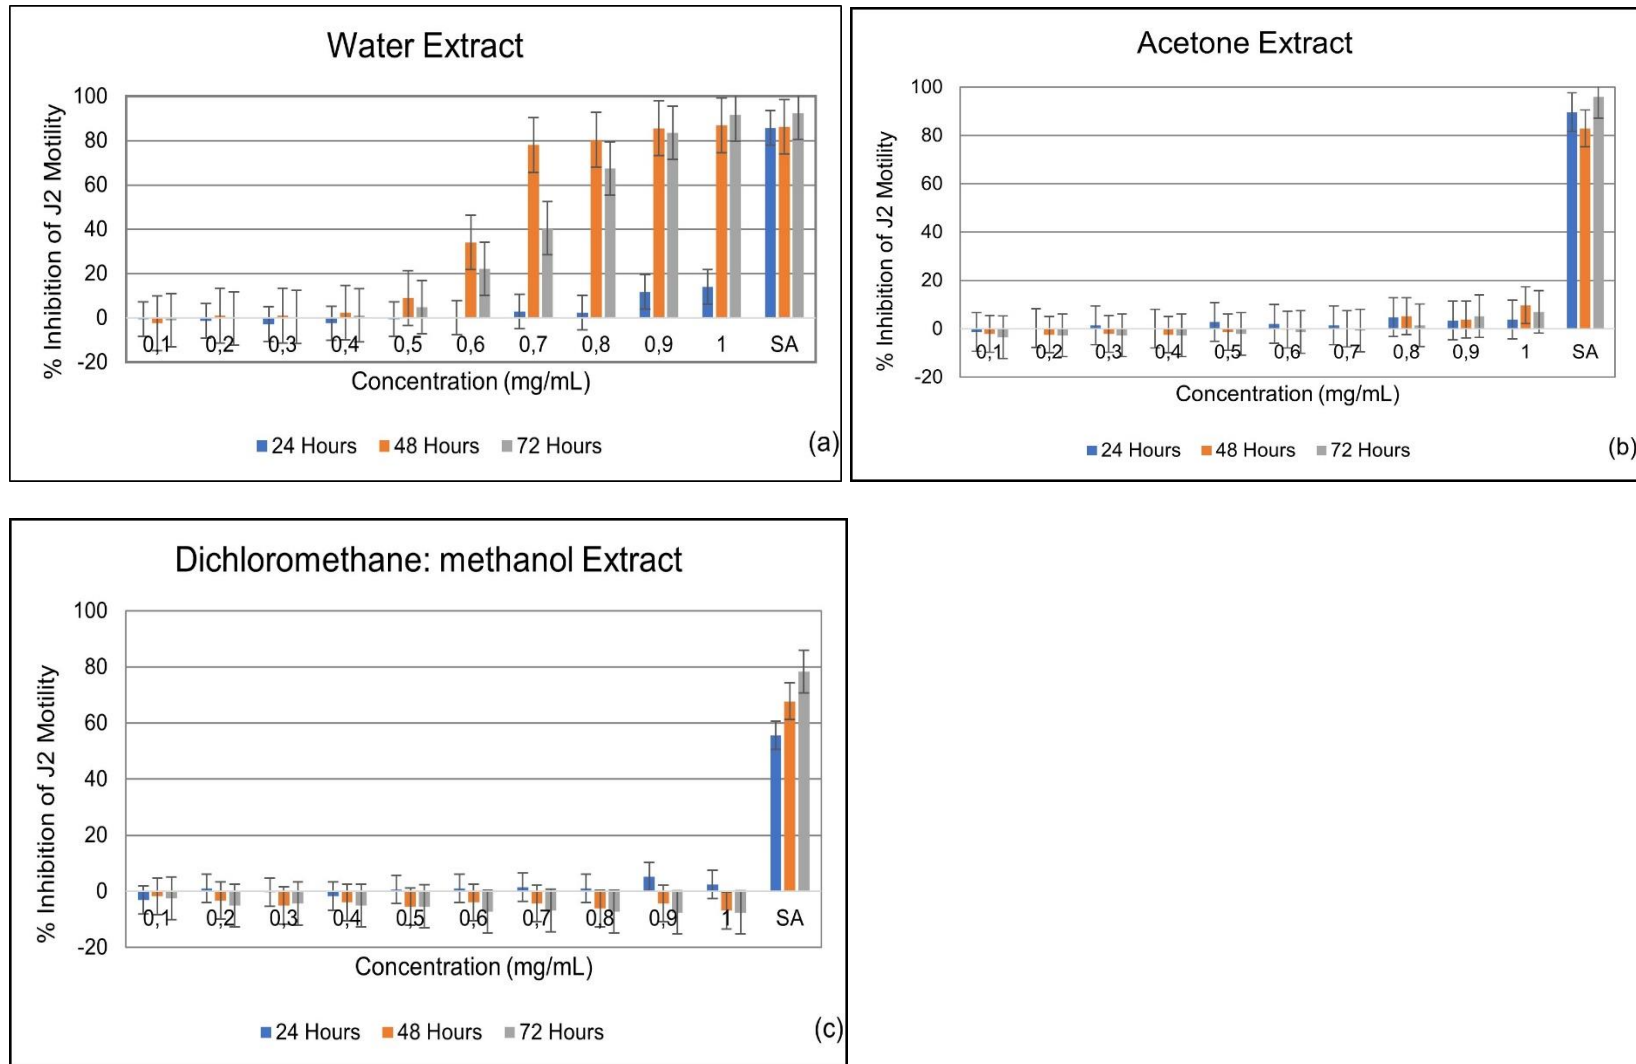 Water Extract
% Inhibition of J2 Motility
100
80
60
40
20
0
-20
0,1 0,2 0,3 0,4 0,5 0,6 0,7 0,8 0,9 1 SA
Concentration (mg/mL)
24 Hours 48 Hours 72 Hours
(a)
Acetone Extract
% Inhibition of J2 Motility
100
80
60
40
20
0
-20
0,1 0,2 0,3 0,4 0,5 0,6 0,7 0,8 0,9 1 SA
Concentration (mg/mL)
24 Hours 48 Hours 72 Hours
(b)
Dichloromethane: methanol Extract
% Inhibition of J2 Motility
100
80
60
40
20
0
-20
0,1 0,2 0,3 0,4 0,5 0,6 0,7 0,8 0,9 1 SA
Concentration (mg/mL)
24 Hours 48 Hours 72 Hours
(c)